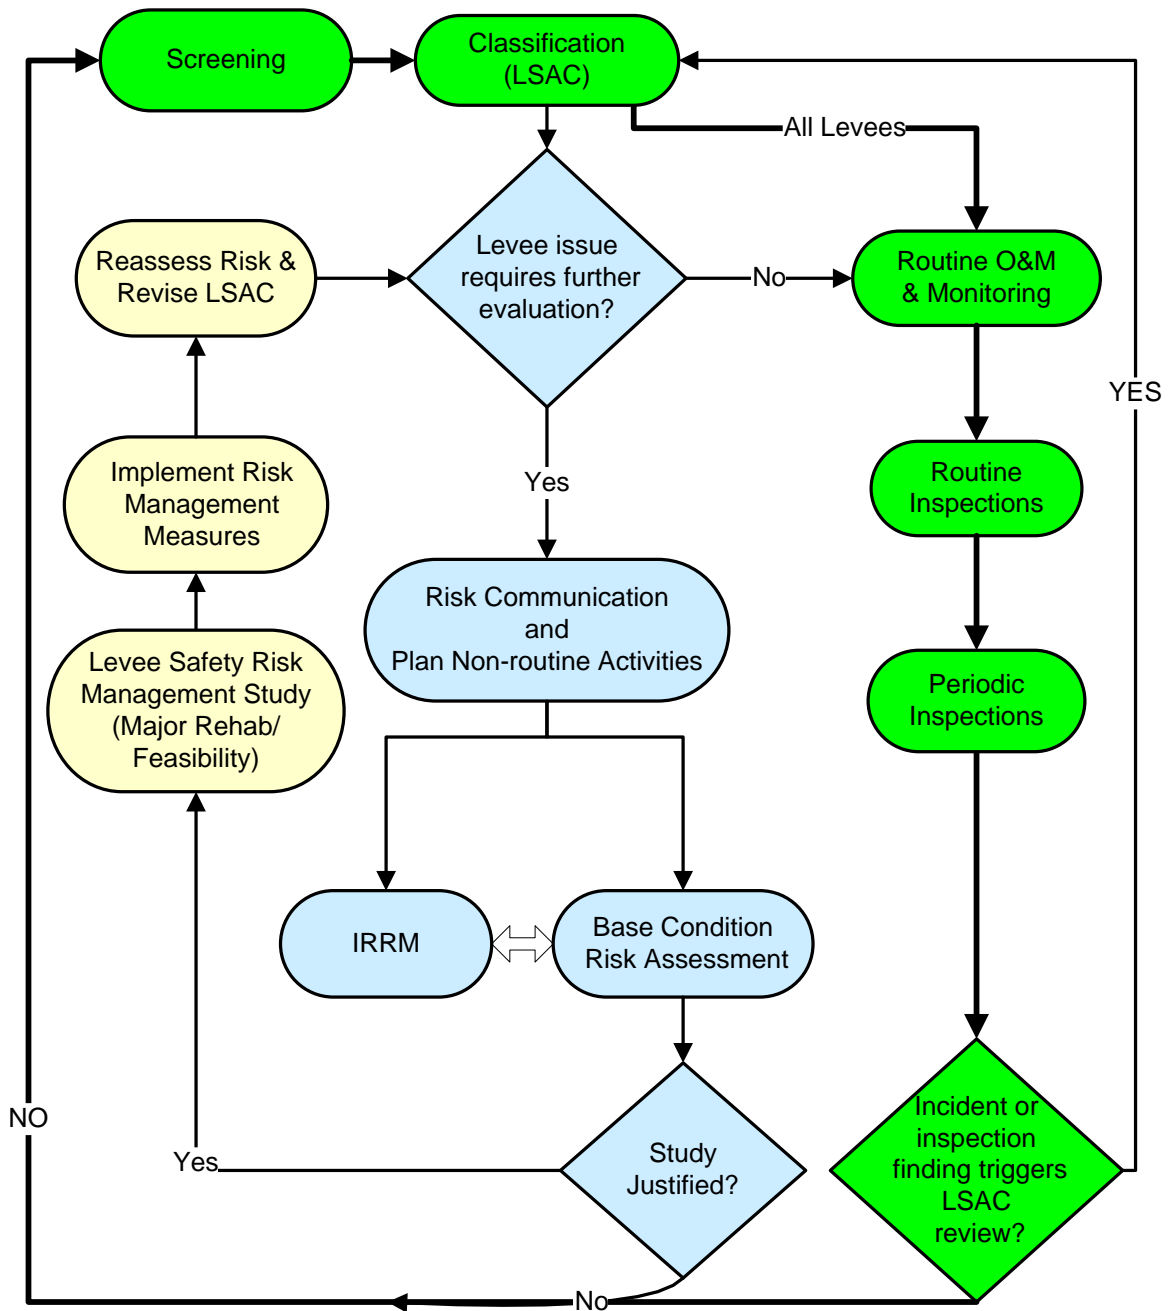 Screening
Classification
(LSAC)
All Levees
Levee issue
requires further
evaluation?
Reassess Risk &
Revise LSAC
No
Routine O&M
& Monitoring
YES
Implement Risk
Management
Measures
Yes
Routine
Inspections
Risk Communication
and
Plan Non-routine Activities
Levee Safety Risk
Management Study
(Major Rehab/
Feasibility)
Periodic
Inspections
IRRM
Base Condition
Risk Assessment
NO
Yes
Study
Justified?
Incident or
inspection
finding triggers
LSAC
review?
No